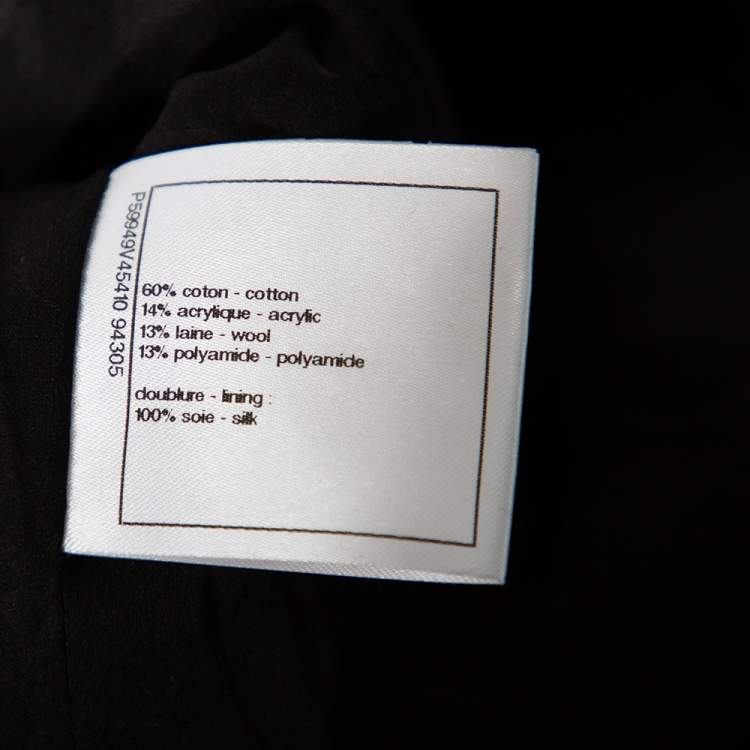 P59949V45410 94305
60% coton - cotton
14% acrylique - acrylic
13% laine - wool
13% polyamide - polyamide
doublure - lining :
100% soie - silk